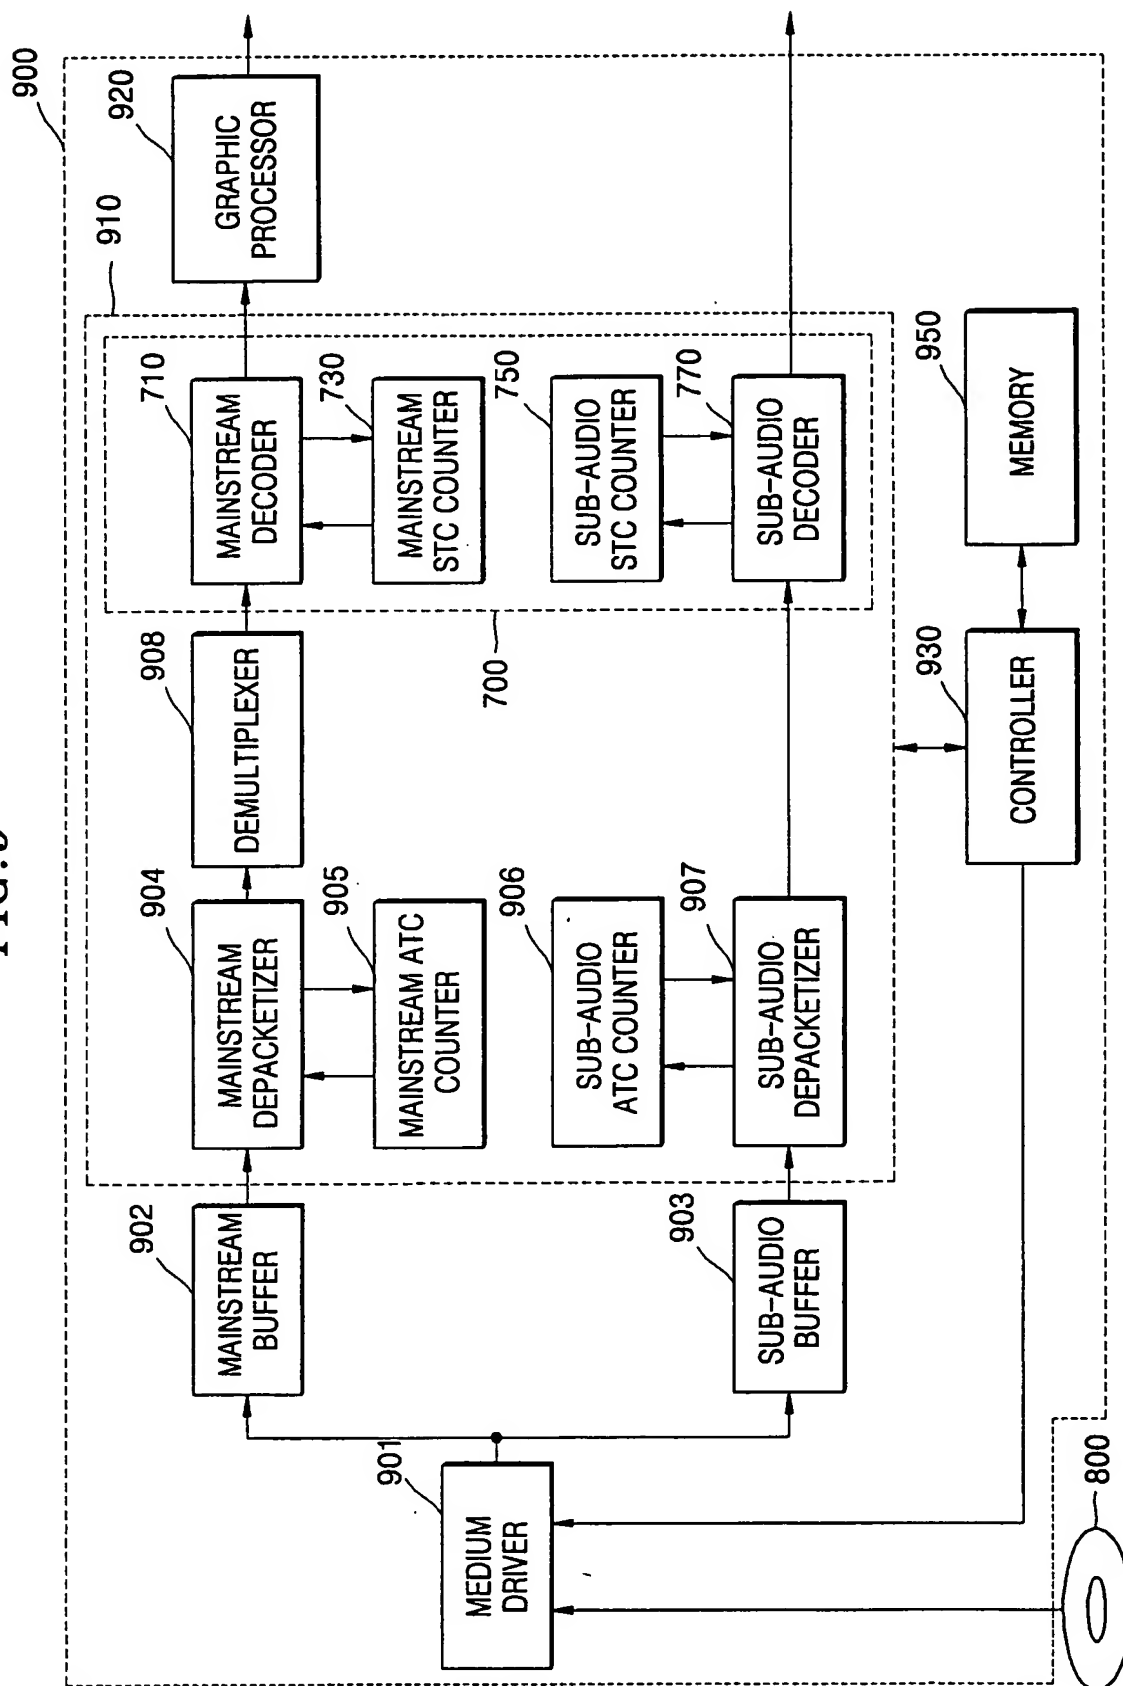 FIG. 9
900
920
GRAPHIC
PROCESSOR
910
710
MAINSTREAM
DECODER
730
MAINSTREAM
STC COUNTER
750
SUB-AUDIO
STC COUNTER
770
SUB-AUDIO
DECODER
700
908
DEMULTIPLEXER
904
MAINSTREAM
DEPACKETIZER
905
MAINSTREAM ATC
COUNTER
906
SUB-AUDIO
ATC COUNTER
907
SUB-AUDIO
DEPACKETIZER
902
MAINSTREAM
BUFFER
903
SUB-AUDIO
BUFFER
901
MEDIUM
DRIVER
930
CONTROLLER
950
MEMORY
800